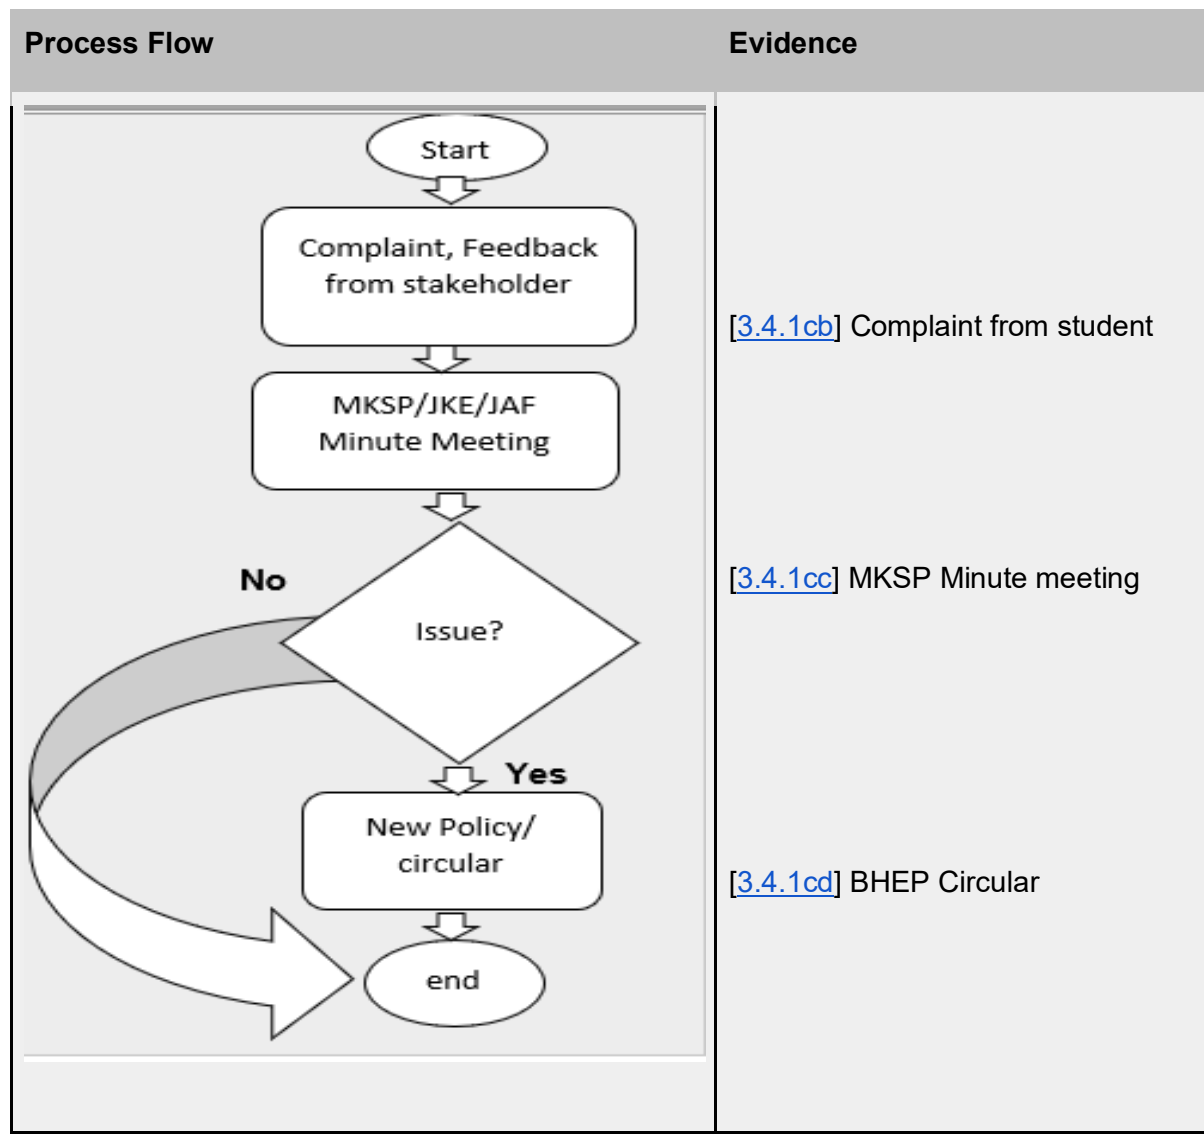 Process Flow
Evidence
Start
Complaint, Feedback
from stakeholder
[3.4.1cb] Complaint from student
MKSP/JKE/JAF
Minute Meeting
[3.4.1cc] MKSP Minute meeting
No
Issue?
Yes
New Policy/
circular
[3.4.1cd] BHEP Circular
end